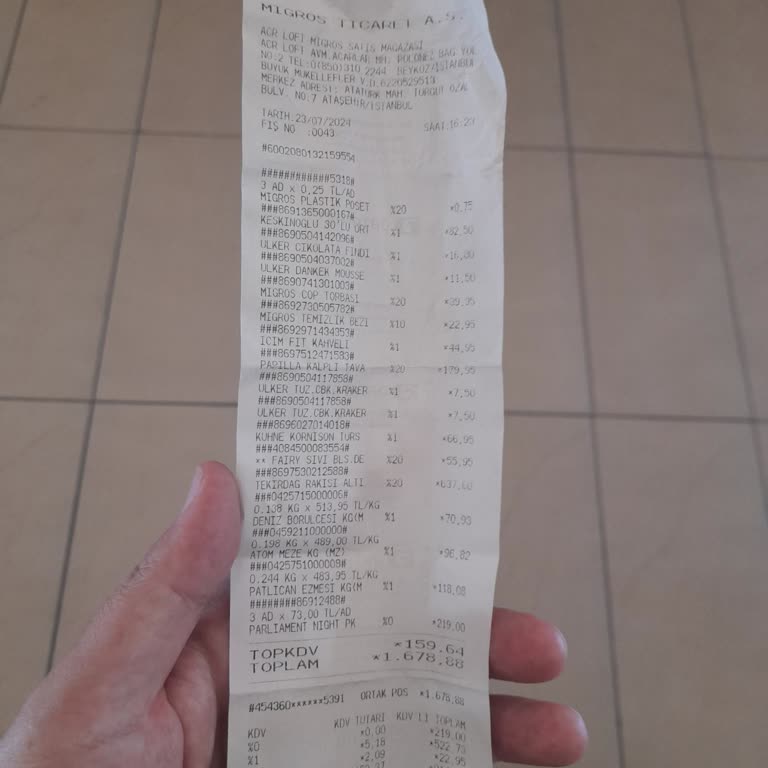 MIGROS TICARET A.S.
ACR LOFT MIGROS SATIS MAGAZASI
ACR LOFT AVM.ACARLAR MH. POLONEZ BAG YOL
NO:2 TEL:0(850)310 2244 BEYKOZ/ISTANBUL
BUYUK MUKELLEFLER V.D.6220529513
MERKEZ ADRESI: ATATURK MAH. TURGUT OZAL
BULV. NO.7 ATASEHIR/ISTANBUL
TARIH.23/07/2024
FIS NO :0043 SAAT.16:23
#6002080132159554
############5318#
3 AD x 0,25 TL/AD
MIGROS PLASTIK POSET %20 *0,75
###8691365000167#
KESKINOGLU 30'LU ORT %1 *82,50
###8690504142096#
ULKER CIKOLATA FINDI %1
###8690504037002#
ULKER DANKEK MOUSSE %1 *11,50
###8690741301003#
MIGROS COP TORBASI %20 *39,95
###8692730505782#
MIGROS TEMIZLIK BEZI %10 *22,95
###8692971434353#
ICIM FIT KAHVELI %1 *44,95
###8697512471583#
PAPILLA KALPLI TAVA %20 *179,95
###8690504117858#
ULKER TUZ.CBK.KRAKER %1 *7,50
###8690504117858#
ULKER TUZ.CBK.KRAKER %1 *7,50
###8696027014018#
KUHNE KORNISON TURS %1 *66,95
###4084500083554#
** FAIRY SIVI BLS.DE %20 *55,95
###8697530212588#
TEKIRDAG RAKISI ALTI %20
###0425715000006#
0.138 KG x 513,95 TL/KG
DENIZ BORULCESI KG(M %1 *70,93
###0459211000000#
0.198 KG x 489,00 TL/KG
ATOM MEZE KG (MZ) %1 *96,82
###0425751000008#
0.244 KG x 483,95 TL/KG
PATLICAN EZMESI KG(M %1 *118,08
########86912488#
3 AD x 73,00 TL/AD
PARLIAMENT NIGHT PK %0 *219,00
TOPKDV *159,64
TOPLAM *1.678,88
#454360******5391 ORTAK POS *1.678,88
KDV KDV TUTARI KDV LI TOPLAM
%0 *0,00 *219,00
%1 *5,18 *522,73
*2,09 *22,95